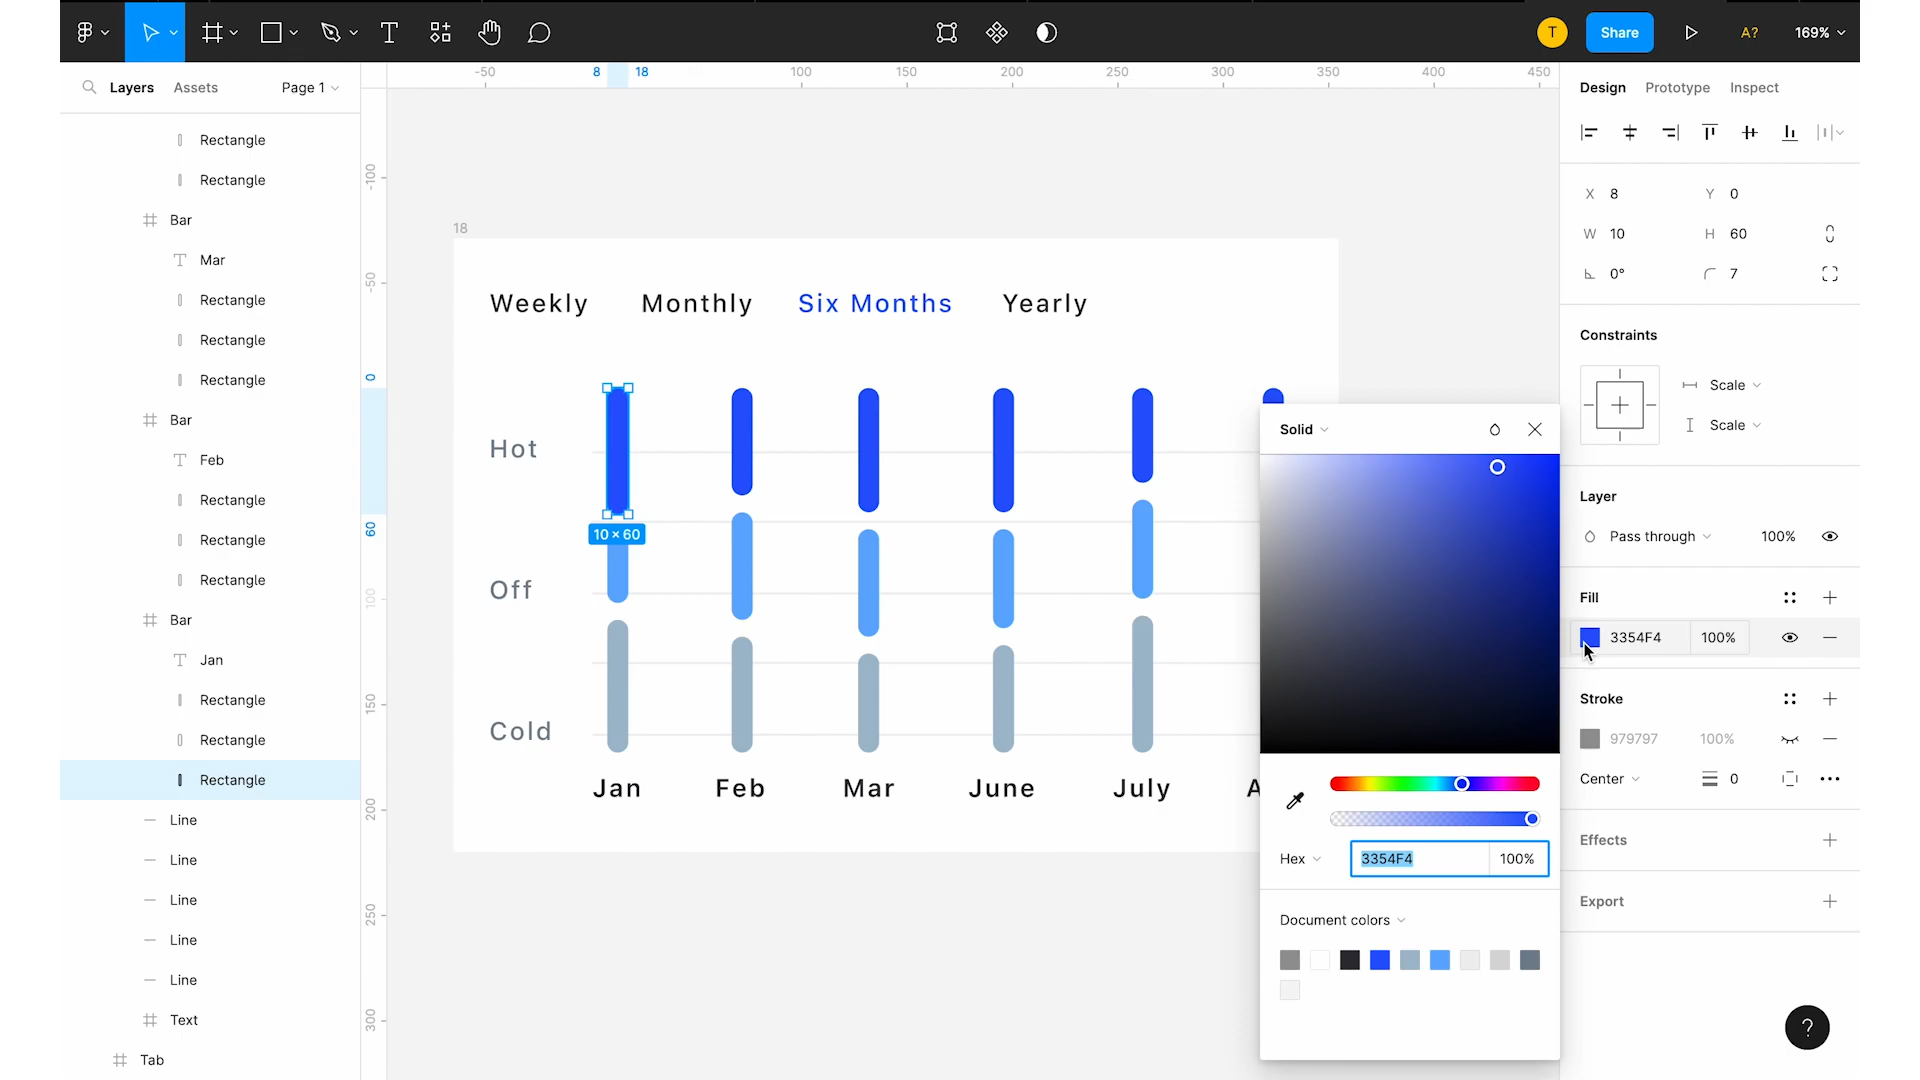 T
Share
A?
169%
Layers
Assets
Page 1
Rectangle
Rectangle
Bar
Mar
Rectangle
Rectangle
Rectangle
Bar
Feb
Rectangle
Rectangle
Rectangle
Bar
Jan
Rectangle
Rectangle
Rectangle
Line
Line
Line
Line
Line
Text
Tab
-50
8
18
100
150
200
250
300
350
400
450
-100
-50
0
60
100
150
200
250
300
18
Weekly
Monthly
Six Months
Yearly
Hot
Off
Cold
10 × 60
Jan
Feb
Mar
June
July
A
Solid
Hex
3354F4
100%
Document colors
Design
Prototype
Inspect
X 8
Y 0
W 10
H 60
0°
7
Constraints
Scale
Scale
Layer
Pass through
100%
Fill
3354F4
100%
Stroke
979797
100%
Center
0
Effects
Export
?